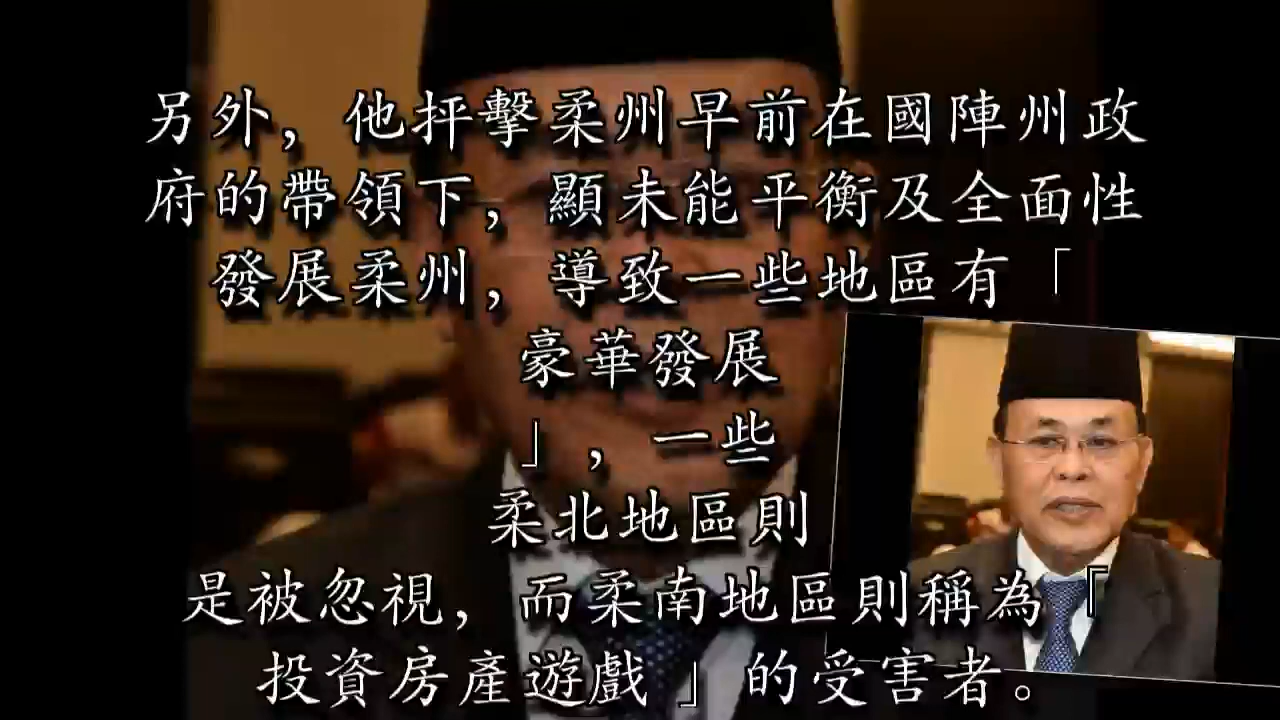 另外，他抨擊柔州早前在國陣州政
府的帶領下，顯未能平衡及全面性
發展柔州，導致一些地區有「
豪華發展
」，一些
柔北地區則
是被忽視，而柔南地區則稱為「
投資房產遊戲 」的受害者。